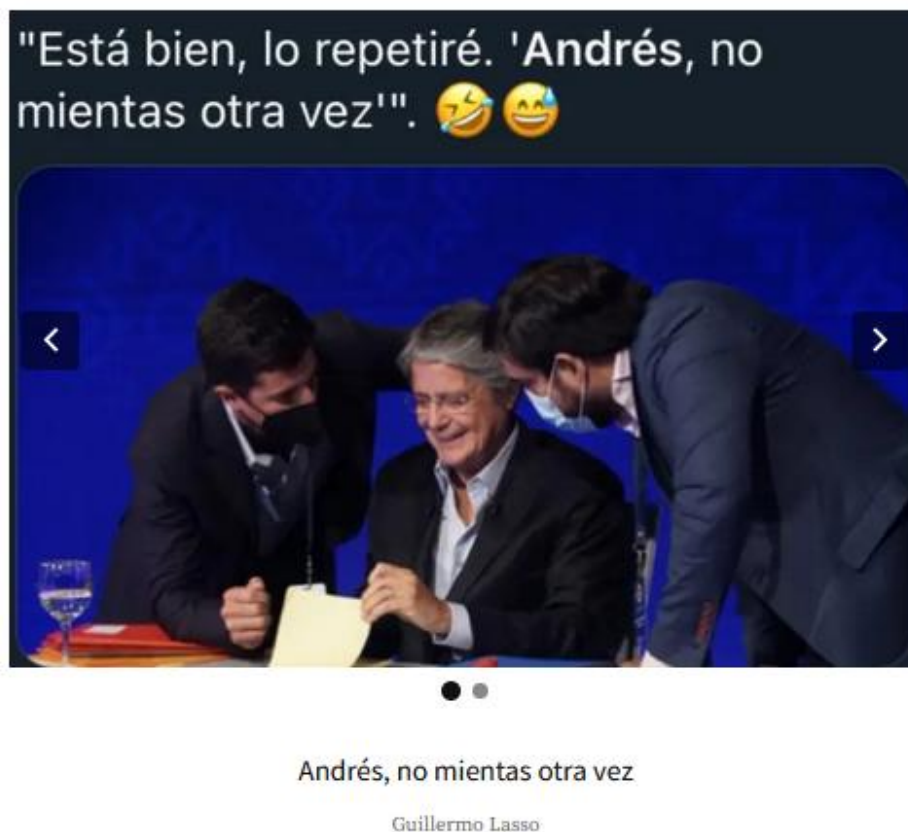 "Está bien, lo repetiré. 'Andrés, no
mientas otra vez'". 🤣😅
Andrés, no mientas otra vez
Guillermo Lasso